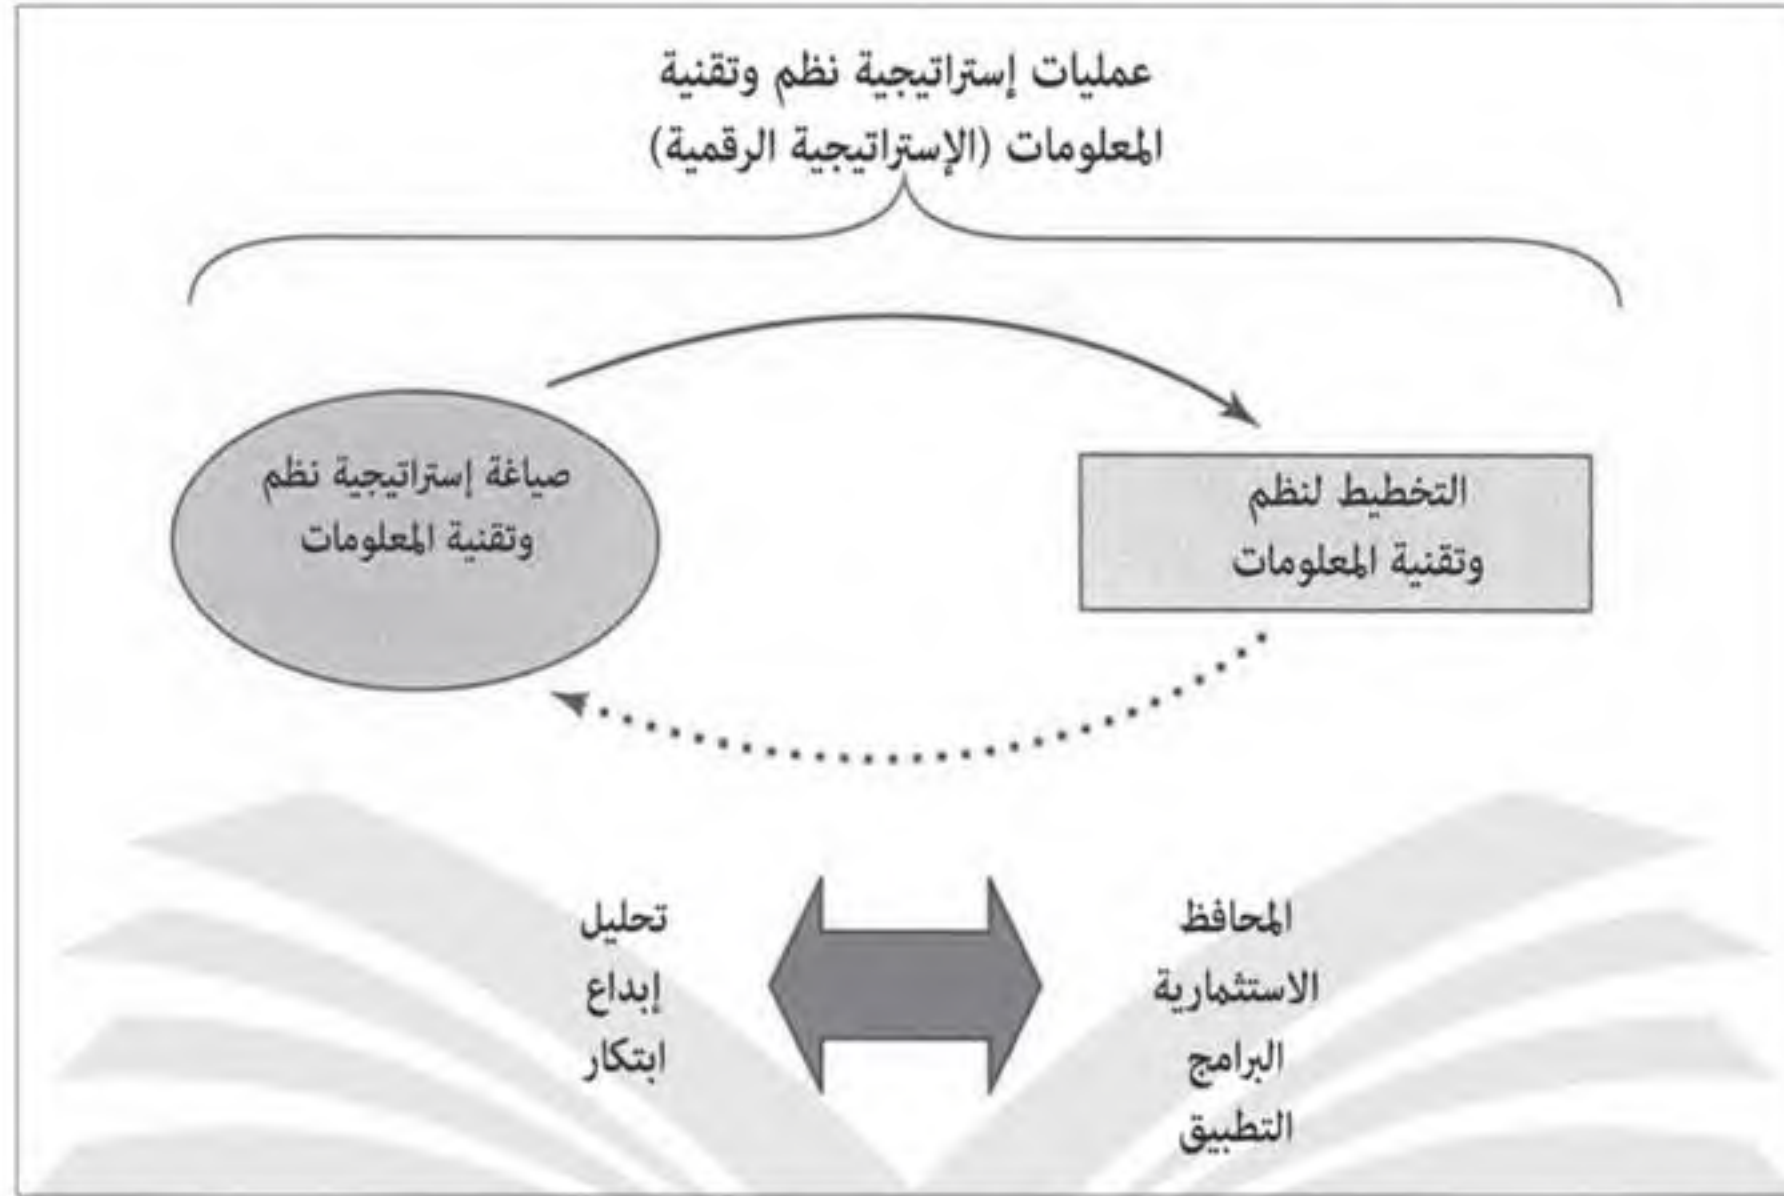 عمليات إستراتيجية نظم وتقنية
المعلومات (الإستراتيجية الرقمية)
التخطيط لنظم
وتقنية المعلومات
صياغة إستراتيجية نظم
وتقنية المعلومات
المحافظ
الاستثمارية
البرامج
التطبيق
تحليل
إبداع
ابتكار